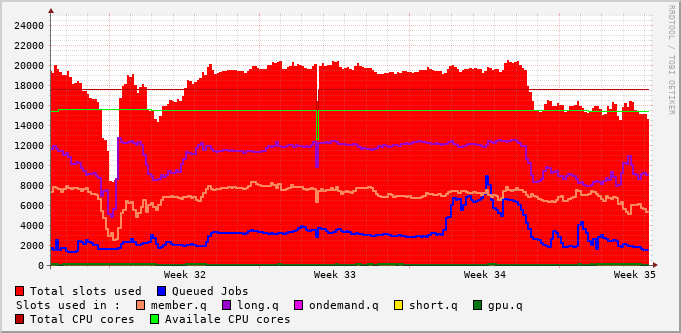 24000
22000
20000
18000
16000
14000
12000
10000
8000
6000
4000
2000
0
Week 32 Week 33 Week 34 Week 35
RRDTOOL / TOBI OETIKER
Total slots used Queued Jobs
Slots used in : member.q long.q ondemand.q short.q gpu.q
Total CPU cores Availale CPU cores